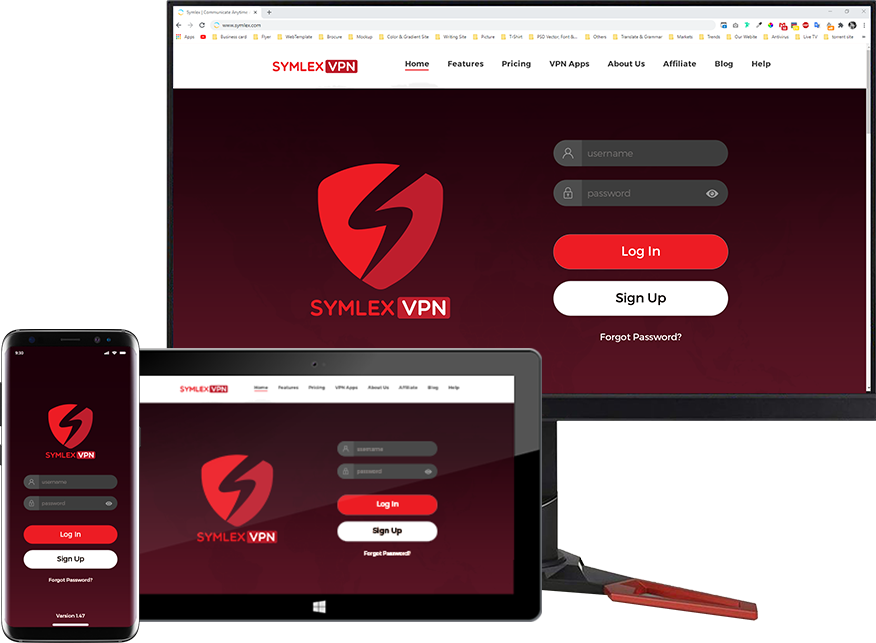 Symlex | Communicate Anytime
www.symlex.com
Apps Business card Flyer WebTemplate Brocure Mockup Color & Gradient Site Writing Site Picture T-Shirt PSD Vector, Font &... Others Translate & Grammar Markets Trends Our Website Antivirus Live TV torrent site
SYMLEX VPN Home Features Pricing VPN Apps About Us Affiliate Blog Help
username
password
Log In
Sign Up
Forgot Password?
SYMLEX VPN
9:30
SYMLEX VPN
username
password
Log In
Sign Up
Forgot Password?
Version 1.47
SYMLEX VPN Home Features Pricing VPN Apps About Us Affiliate Blog Help
username
password
Log In
Sign Up
Forgot Password?
SYMLEX VPN